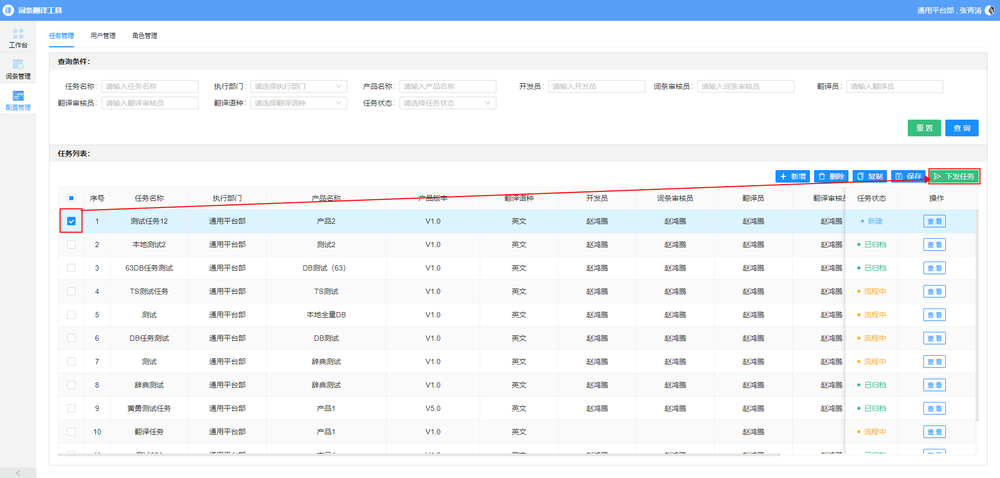 译 词条翻译工具
通用平台部 , 张青涛
工作台
词条管理
配置管理
任务管理 用户管理 角色管理
查询条件:
任务名称: 请输入任务名称 执行部门: 请选择执行部门 产品名称: 请输入产品名称 开发员: 请输入开发员 词条审核员: 请输入词条审核员 翻译员: 请输入翻译员
翻译审核员: 请输入翻译审核员 翻译语种: 请选择翻译语种 任务状态: 请选择任务状态
重置 查询
任务列表:
新增 删除 复制 保存 下发任务
序号 任务名称 执行部门 产品名称 产品版本 翻译语种 开发员 词条审核员 翻译员 翻译审核员 任务状态 操作
1 测试任务12 通用平台部 产品2 V1.0 英文 赵鸿鹏 赵鸿鹏 赵鸿鹏 赵鸿鹏 新建 查看
2 本地测试2 通用平台部 测试2 V1.0 英文 赵鸿鹏 赵鸿鹏 赵鸿鹏 赵鸿鹏 已归档 查看
3 63DB任务测试 通用平台部 DB测试（63） V1.0 英文 赵鸿鹏 赵鸿鹏 赵鸿鹏 赵鸿鹏 已归档 查看
4 TS测试任务 通用平台部 TS测试 V1.0 英文 赵鸿鹏 赵鸿鹏 赵鸿鹏 赵鸿鹏 流程中 查看
5 测试 通用平台部 本地全量DB V1.0 英文 赵鸿鹏 赵鸿鹏 赵鸿鹏 赵鸿鹏 流程中 查看
6 DB任务测试 通用平台部 DB测试 V1.0 英文 赵鸿鹏 赵鸿鹏 赵鸿鹏 赵鸿鹏 流程中 查看
7 测试 通用平台部 辞典测试 V1.0 英文 赵鸿鹏 赵鸿鹏 赵鸿鹏 赵鸿鹏 流程中 查看
8 辞典测试 通用平台部 辞典测试 V1.0 英文 赵鸿鹏 赵鸿鹏 赵鸿鹏 赵鸿鹏 已归档 查看
9 黄勇测试任务 通用平台部 产品1 V5.0 英文 赵鸿鹏 赵鸿鹏 赵鸿鹏 赵鸿鹏 已归档 查看
10 翻译任务 通用平台部 产品1 V1.0 英文 赵鸿鹏 流程中 查看